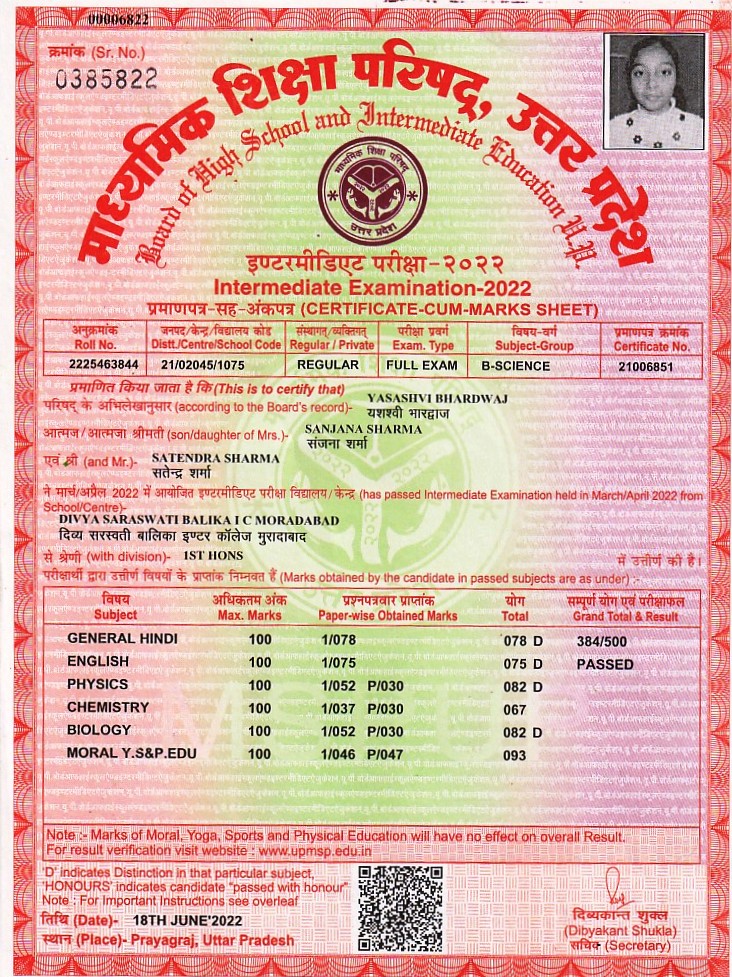 00006822
क्रमांक (Sr. No.)
0385822
माध्यमिक शिक्षा परिषद्, उत्तर प्रदेश
Board of High School and Intermediate Education U.P.
माध्यमिक शिक्षा परिषद्
उत्तर प्रदेश
इण्टरमीडिएट परीक्षा-२०२२
Intermediate Examination-2022
प्रमाणपत्र-सह-अंकपत्र (CERTIFICATE-CUM-MARKS SHEET)
अनुक्रमांक जनपद/केन्द्र/विद्यालय कोड संस्थागत्/व्यक्तिगत् परीक्षा प्रवर्ग विषय-वर्ग प्रमाणपत्र क्रमांक
Roll No. Distt./Centre/School Code Regular / Private Exam. Type Subject-Group Certificate No.
2225463844 21/02045/1075 REGULAR FULL EXAM B-SCIENCE 21006851
प्रमाणित किया जाता है कि (This is to certify that)
YASASHVI BHARDWAJ
परिषद् के अभिलेखानुसार (according to the Board's record)- यशश्वी भारद्वाज
SANJANA SHARMA
आत्मज/आत्मजा श्रीमती (son/daughter of Mrs.)- संजना शर्मा
SATENDRA SHARMA
एवं श्री (and Mr.)- सतेन्द्र शर्मा
ने मार्च/अप्रैल 2022 में आयोजित इण्टरमीडिएट परीक्षा विद्यालय/केन्द्र (has passed Intermediate Examination held in March/April 2022 from
School/Centre)-
DIVYA SARASWATI BALIKA I C MORADABAD
दिव्य सरस्वती बालिका इण्टर कॉलेज मुरादाबाद
से श्रेणी (with division)- 1ST HONS में उत्तीर्ण की है।
परीक्षार्थी द्वारा उत्तीर्ण विषयों के प्राप्तांक निम्नवत हैं (Marks obtained by the candidate in passed subjects are as under) :-
विषय अधिकतम अंक प्रश्नपत्रवार प्राप्तांक योग सम्पूर्ण योग एवं परीक्षाफल
Subject Max. Marks Paper-wise Obtained Marks Total Grand Total & Result
GENERAL HINDI 100 1/078 078 D 384/500
ENGLISH 100 1/075 075 D PASSED
PHYSICS 100 1/052 P/030 082 D
CHEMISTRY 100 1/037 P/030 067
BIOLOGY 100 1/052 P/030 082 D
MORAL Y.S&P.EDU 100 1/046 P/047 093
Note :- Marks of Moral, Yoga, Sports and Physical Education will have no effect on overall Result.
For result verification visit website : www.upmsp.edu.in
'D' indicates Distinction in that particular subject,
'HONOURS' indicates candidate "passed with honour"
Note : For Important Instructions see overleaf
तिथि (Date)- 18TH JUNE'2022
स्थान (Place)- Prayagraj, Uttar Pradesh
दिव्यकान्त शुक्ल
(Dibyakant Shukla)
सचिव (Secretary)